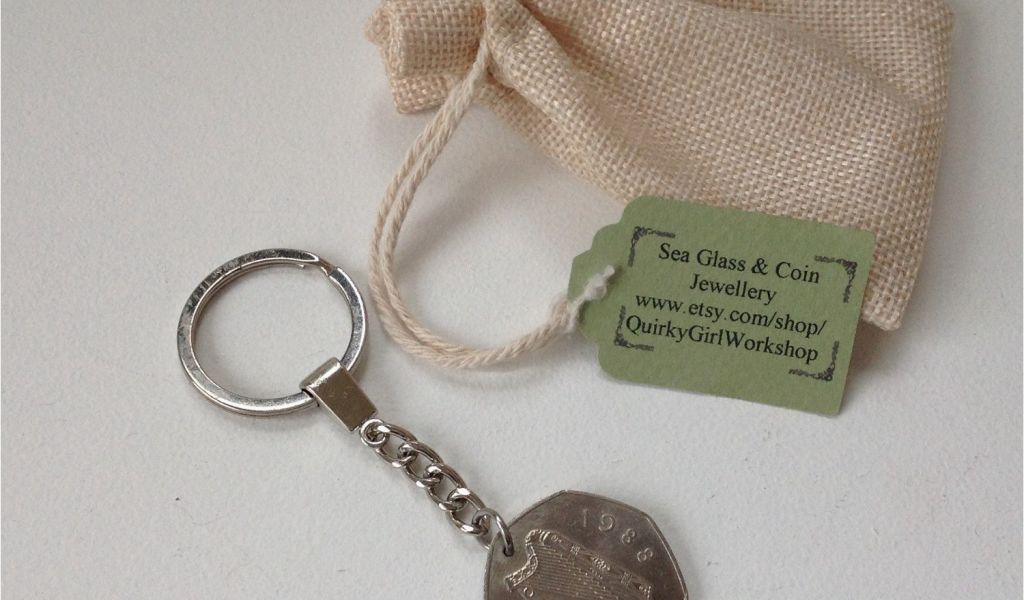 Sea Glass & Coin
Jewellery
www.etsy.com/shop/
QuirkyGirlWorkshop
1988